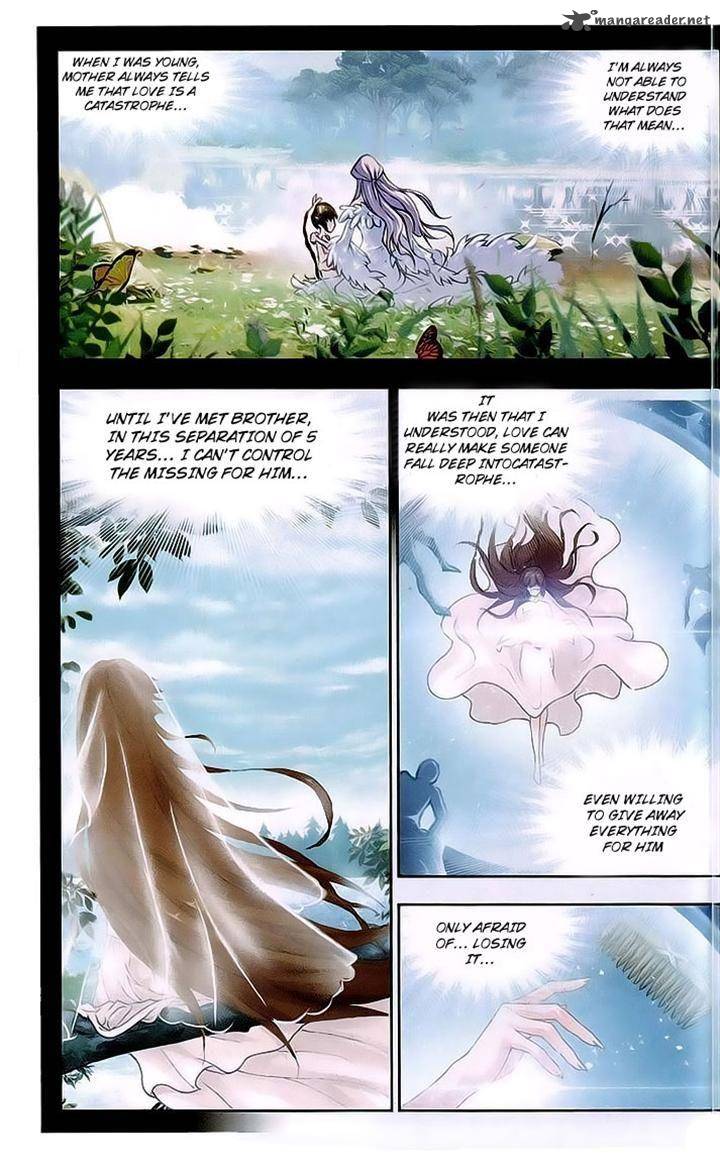 mangareader.net
WHEN I WAS YOUNG,
MOTHER ALWAYS TELLS
ME THAT LOVE IS A
CATASTROPHE...
I'M ALWAYS
NOT ABLE TO
UNDERSTAND
WHAT DOES
THAT MEAN...
UNTIL I'VE MET BROTHER,
IN THIS SEPARATION OF 5
YEARS... I CAN'T CONTROL
THE MISSING FOR HIM...
IT
WAS THEN THAT I
UNDERSTOOD, LOVE CAN
REALLY MAKE SOMEONE
FALL DEEP INTOCATAST-
ROPHE...
EVEN WILLING
TO GIVE AWAY
EVERYTHING
FOR HIM
ONLY AFRAID
OF... LOSING
IT...